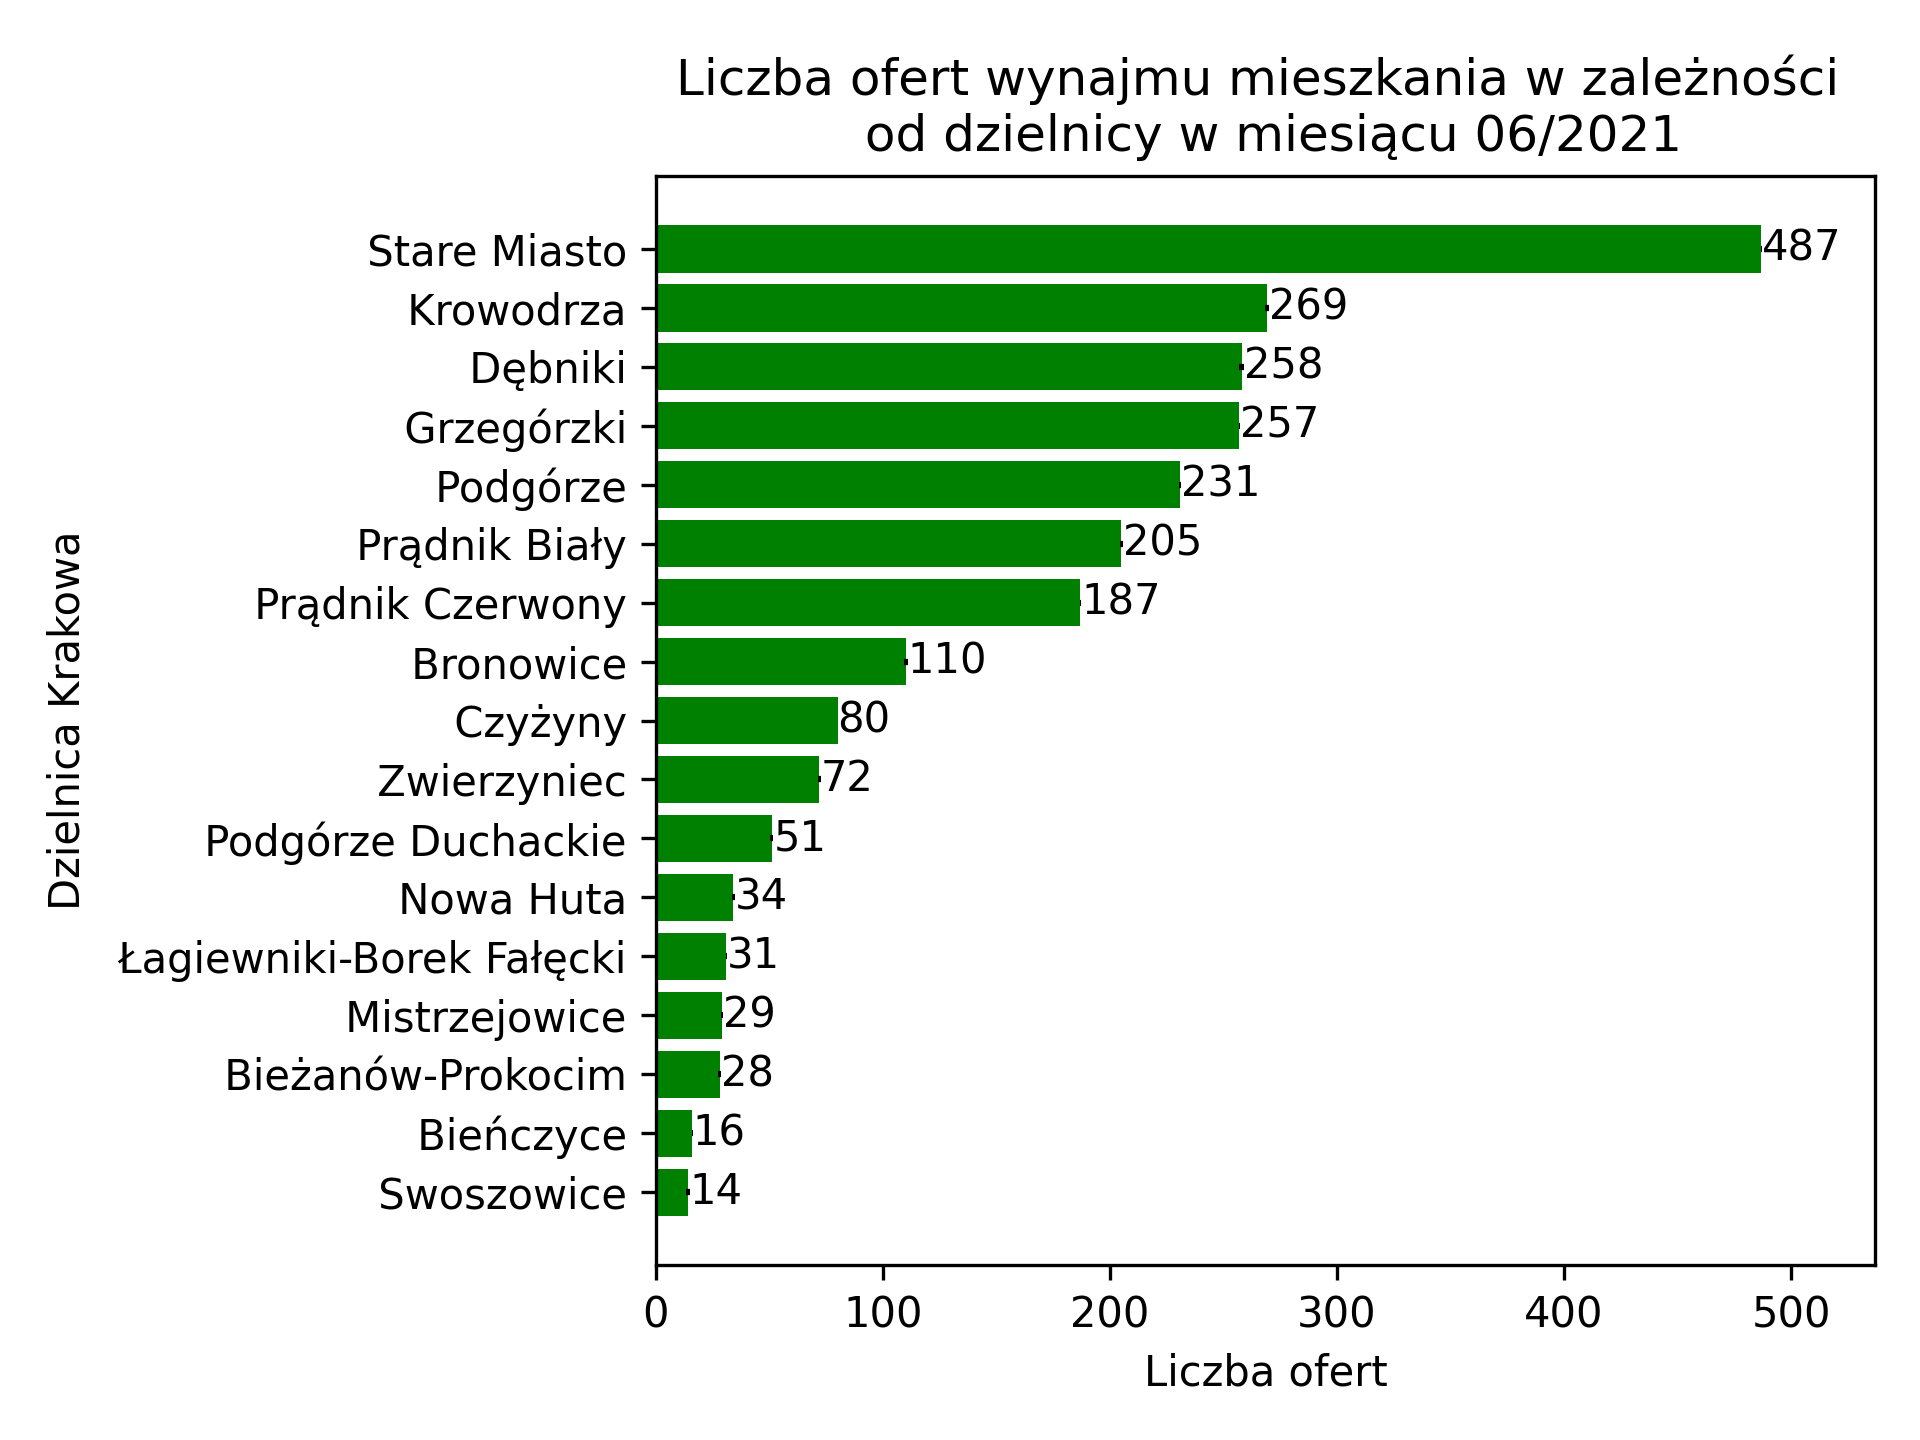 Liczba ofert wynajmu mieszkania w zależności
od dzielnicy w miesiącu 06/2021
Dzielnica Krakowa
Stare Miasto 487
Krowodrza 269
Dębniki 258
Grzegórzki 257
Podgórze 231
Prądnik Biały 205
Prądnik Czerwony 187
Bronowice 110
Czyżyny 80
Zwierzyniec 72
Podgórze Duchackie 51
Nowa Huta 34
Łagiewniki-Borek Fałęcki 31
Mistrzejowice 29
Bieżanów-Prokocim 28
Bieńczyce 16
Swoszowice 14
0 100 200 300 400 500
Liczba ofert